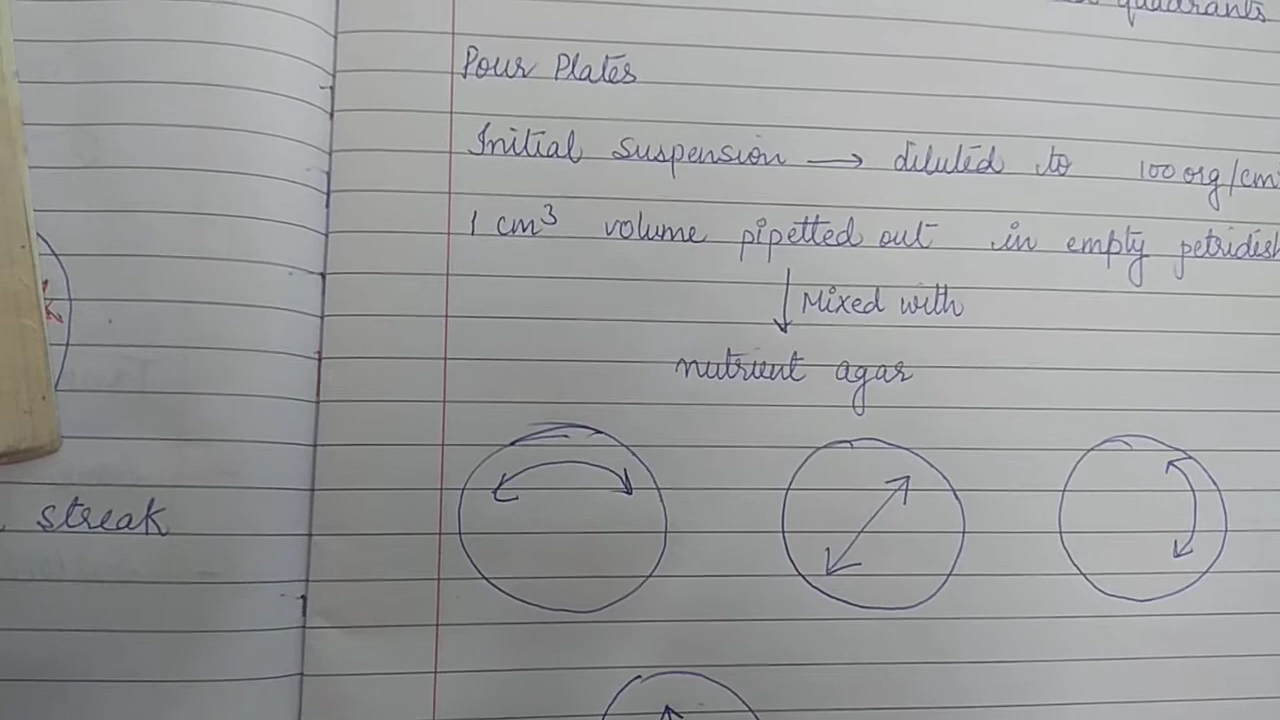 quadrants
Pour Plates
Initial suspension → diluted to 100 org/cm
1 cm³ volume pipetted out in empty petridish
↓ Mixed with
nutrient agar
streak